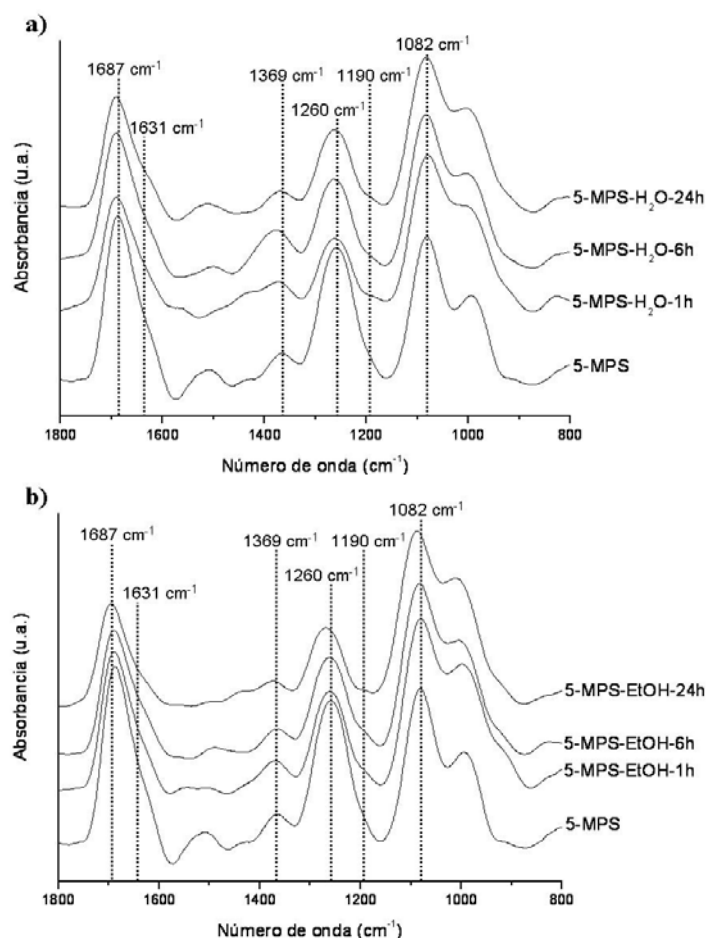 a)
1082 cm⁻¹
1687 cm⁻¹
1369 cm⁻¹ 1190 cm⁻¹
1631 cm⁻¹
1260 cm⁻¹
Absorbancia (u.a.)
5-MPS-H₂O-24h
5-MPS-H₂O-6h
5-MPS-H₂O-1h
5-MPS
1800 1600 1400 1200 1000 800
Número de onda (cm⁻¹)
b)
1082 cm⁻¹
1687 cm⁻¹
1369 cm⁻¹ 1190 cm⁻¹
1631 cm⁻¹
1260 cm⁻¹
Absorbancia (u.a.)
5-MPS-EtOH-24h
5-MPS-EtOH-6h
5-MPS-EtOH-1h
5-MPS
1800 1600 1400 1200 1000 800
Número de onda (cm⁻¹)